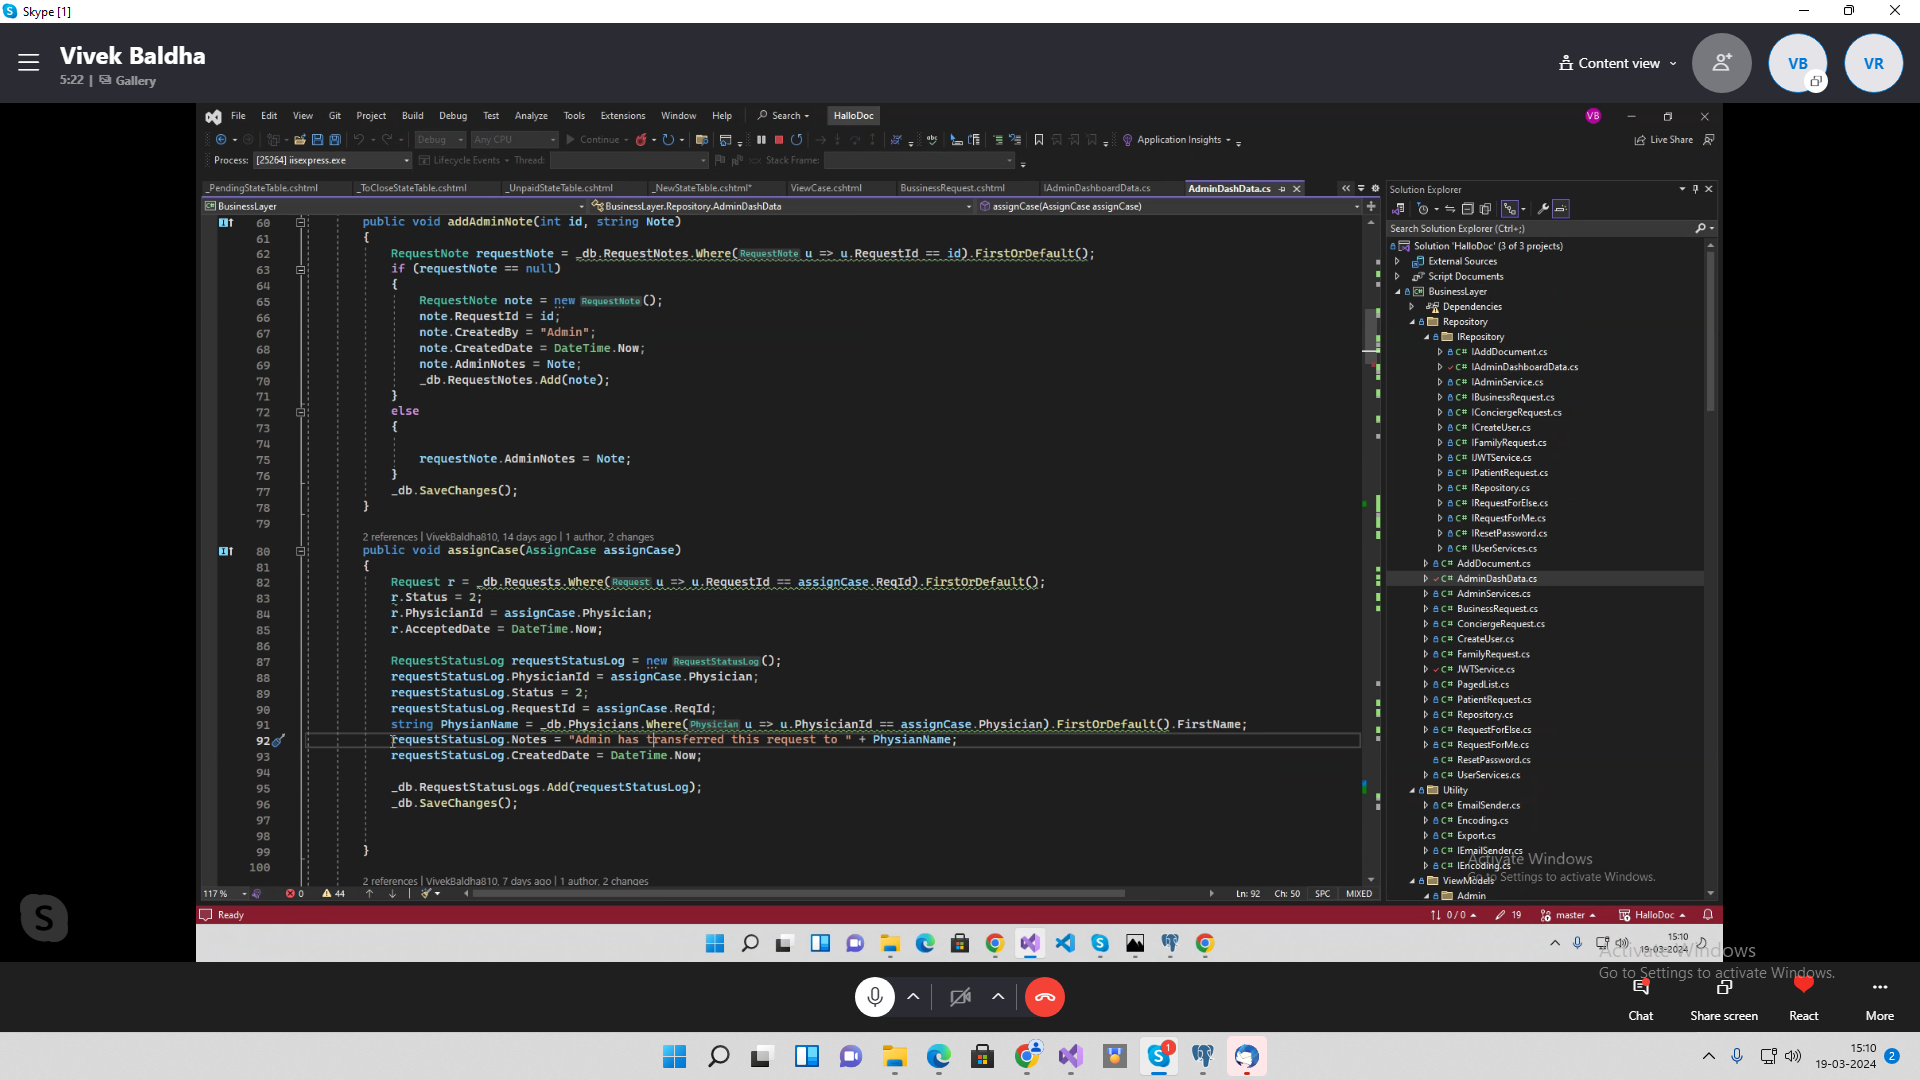 Skype [1]
Vivek Baldha
5:22 | Gallery
Content view
VB
VR
File Edit View Git Project Build Debug Test Analyze Tools Extensions Window Help Search HalloDoc
VB
Debug Any CPU Continue Application Insights Live Share
Process: [25264] iisexpress.exe Lifecycle Events Thread: Stack Frame:
_PendingStateTable.cshtml _ToCloseStateTable.cshtml _UnpaidStateTable.cshtml _NewStateTable.cshtml* ViewCase.cshtml BussinessRequest.cshtml IAdminDashboardData.cs AdminDashData.cs
BusinessLayer BusinessLayer.Repository.AdminDashData assignCase(AssignCase assignCase)
60 public void addAdminNote(int id, string Note)
61 {
62 RequestNote requestNote = _db.RequestNotes.Where(RequestNote u => u.RequestId == id).FirstOrDefault();
63 if (requestNote == null)
64 {
65 RequestNote note = new RequestNote();
66 note.RequestId = id;
67 note.CreatedBy = "Admin";
68 note.CreatedDate = DateTime.Now;
69 note.AdminNotes = Note;
70 _db.RequestNotes.Add(note);
71 }
72 else
73 {
74
75 requestNote.AdminNotes = Note;
76 }
77 _db.SaveChanges();
78 }
79
2 references | VivekBaldha810, 14 days ago | 1 author, 2 changes
80 public void assignCase(AssignCase assignCase)
81 {
82 Request r = _db.Requests.Where(Request u => u.RequestId == assignCase.ReqId).FirstOrDefault();
83 r.Status = 2;
84 r.PhysicianId = assignCase.Physician;
85 r.AcceptedDate = DateTime.Now;
86
87 RequestStatusLog requestStatusLog = new RequestStatusLog();
88 requestStatusLog.PhysicianId = assignCase.Physician;
89 requestStatusLog.Status = 2;
90 requestStatusLog.RequestId = assignCase.ReqId;
91 string PhysianName = _db.Physicians.Where(Physician u => u.PhysicianId == assignCase.Physician).FirstOrDefault().FirstName;
92 requestStatusLog.Notes = "Admin has transferred this request to " + PhysianName;
93 requestStatusLog.CreatedDate = DateTime.Now;
94
95 _db.RequestStatusLogs.Add(requestStatusLog);
96 _db.SaveChanges();
97
98
99 }
100
2 references | VivekBaldha810, 7 days ago | 1 author, 2 changes
117 % 0 44 Ln: 92 Ch: 50 SPC MIXED
Solution Explorer
Search Solution Explorer (Ctrl+;)
Solution 'HalloDoc' (3 of 3 projects)
External Sources
Script Documents
BusinessLayer
Dependencies
Repository
IRepository
C# IAddDocument.cs
C# IAdminDashboardData.cs
C# IAdminService.cs
C# IBusinessRequest.cs
C# IConciergeRequest.cs
C# ICreateUser.cs
C# IFamilyRequest.cs
C# IJWTService.cs
C# IPatientRequest.cs
C# IRepository.cs
C# IRequestForElse.cs
C# IRequestForMe.cs
C# IResetPassword.cs
C# IUserServices.cs
C# AddDocument.cs
C# AdminDashData.cs
C# AdminServices.cs
C# BusinessRequest.cs
C# ConciergeRequest.cs
C# CreateUser.cs
C# FamilyRequest.cs
C# JWTService.cs
C# PagedList.cs
C# PatientRequest.cs
C# Repository.cs
C# RequestForElse.cs
C# RequestForMe.cs
C# ResetPassword.cs
C# UserServices.cs
Utility
C# EmailSender.cs
C# Encoding.cs
C# Export.cs
C# IEmailSender.cs
C# IEncoding.cs
ViewModels
Admin
Activate Windows
Go to Settings to activate Windows.
Ready 0 / 0 19 master HalloDoc
15:10
19-03-2024
Activate Windows
Go to Settings to activate Windows.
Chat Share screen React More
1
15:10
19-03-2024
2